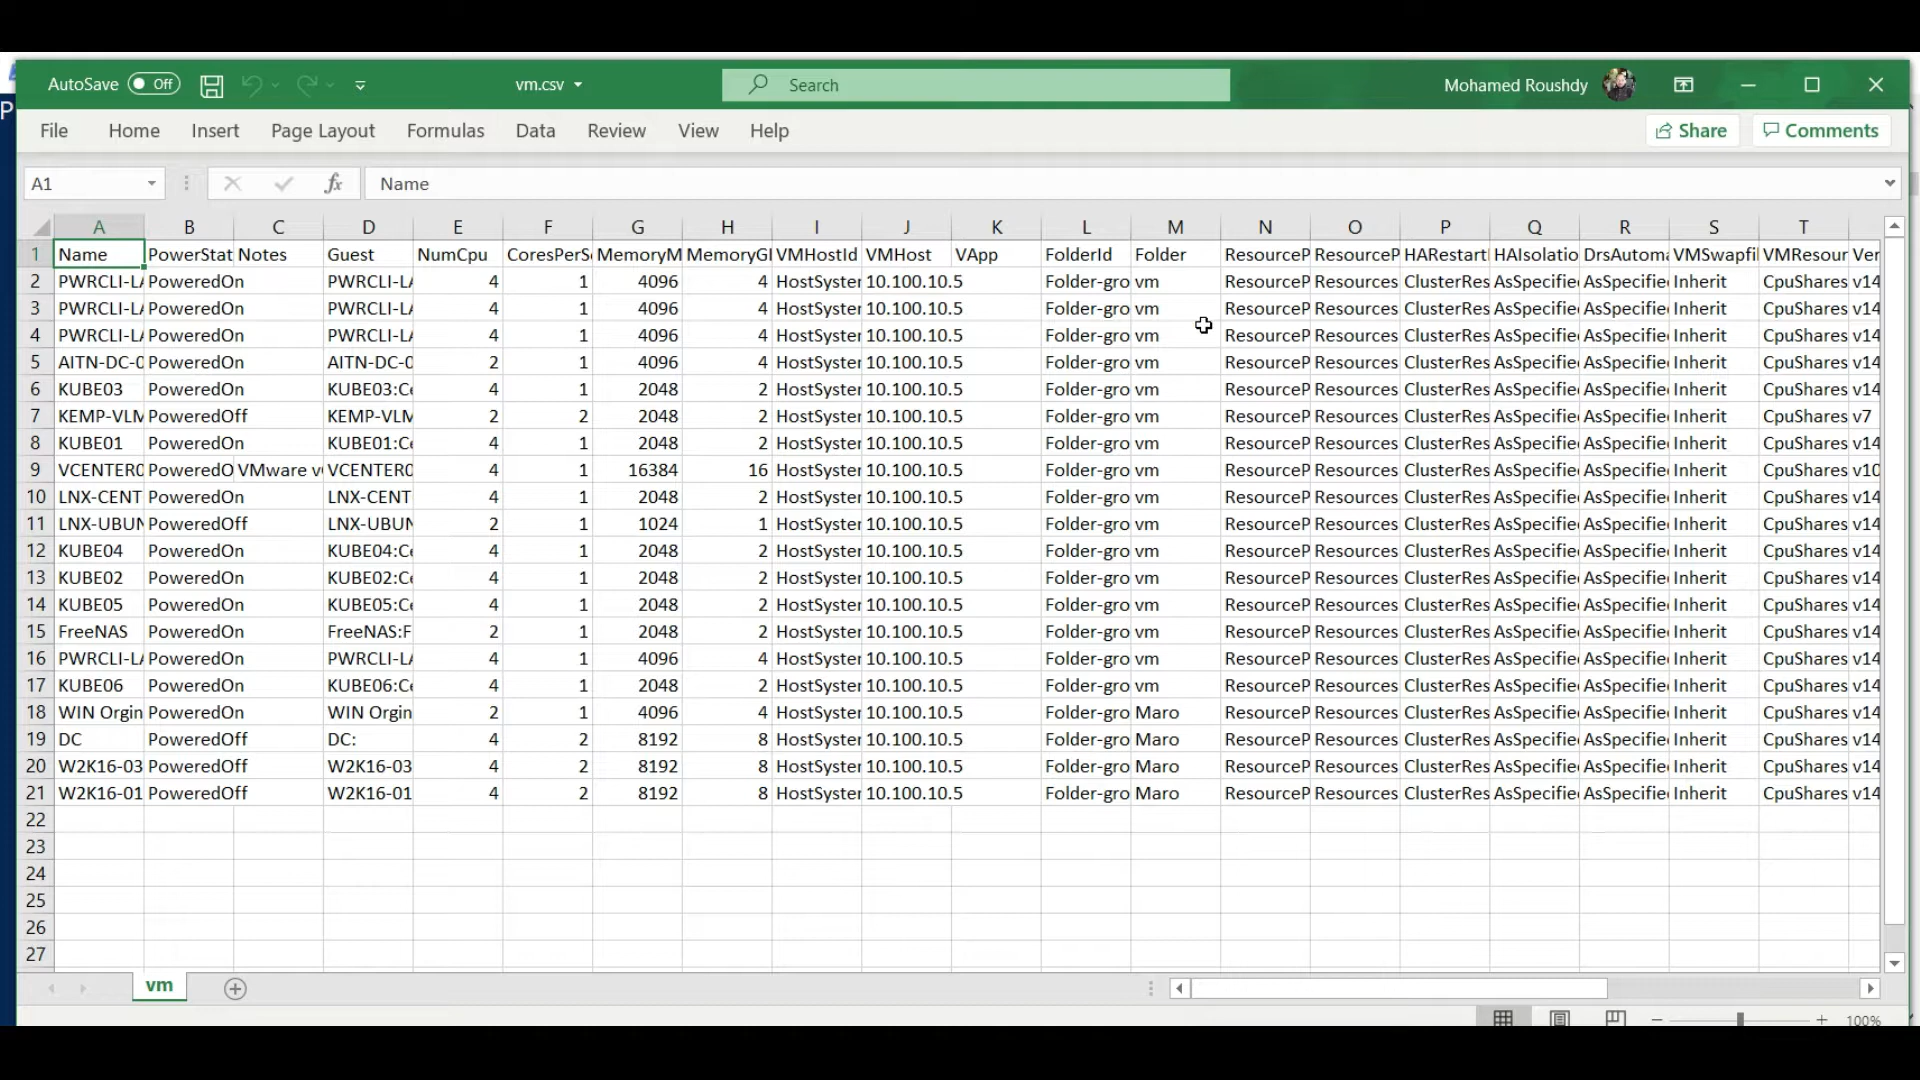 P
AutoSave Off vm.csv Search Mohamed Roushdy
File Home Insert Page Layout Formulas Data Review View Help Share Comments
A1 fx Name
A B C D E F G H I J K L M N O P Q R S T
1 Name PowerStat Notes Guest NumCpu CoresPerSo MemoryM MemoryGI VMHostId VMHost VApp FolderId Folder ResourceP ResourceP HARestartI HAIsolatio DrsAutoma VMSwapfil VMResour Ver
2 PWRCLI-LA PoweredOn PWRCLI-LA 4 1 4096 4 HostSyster 10.100.10.5 Folder-gro vm ResourceP Resources ClusterRes AsSpecifie AsSpecifie Inherit CpuShares v14
3 PWRCLI-LA PoweredOn PWRCLI-LA 4 1 4096 4 HostSyster 10.100.10.5 Folder-gro vm ResourceP Resources ClusterRes AsSpecifie AsSpecifie Inherit CpuShares v14
4 PWRCLI-LA PoweredOn PWRCLI-LA 4 1 4096 4 HostSyster 10.100.10.5 Folder-gro vm ResourceP Resources ClusterRes AsSpecifie AsSpecifie Inherit CpuShares v14
5 AITN-DC-0 PoweredOn AITN-DC-0 2 1 4096 4 HostSyster 10.100.10.5 Folder-gro vm ResourceP Resources ClusterRes AsSpecifie AsSpecifie Inherit CpuShares v14
6 KUBE03 PoweredOn KUBE03:Ce 4 1 2048 2 HostSyster 10.100.10.5 Folder-gro vm ResourceP Resources ClusterRes AsSpecifie AsSpecifie Inherit CpuShares v14
7 KEMP-VLM PoweredOff KEMP-VLM 2 2 2048 2 HostSyster 10.100.10.5 Folder-gro vm ResourceP Resources ClusterRes AsSpecifie AsSpecifie Inherit CpuShares v7
8 KUBE01 PoweredOn KUBE01:Ce 4 1 2048 2 HostSyster 10.100.10.5 Folder-gro vm ResourceP Resources ClusterRes AsSpecifie AsSpecifie Inherit CpuShares v14
9 VCENTER0 PoweredO VMware v VCENTER0 4 1 16384 16 HostSyster 10.100.10.5 Folder-gro vm ResourceP Resources ClusterRes AsSpecifie AsSpecifie Inherit CpuShares v10
10 LNX-CENT PoweredOn LNX-CENT 4 1 2048 2 HostSyster 10.100.10.5 Folder-gro vm ResourceP Resources ClusterRes AsSpecifie AsSpecifie Inherit CpuShares v14
11 LNX-UBUN PoweredOff LNX-UBUN 2 1 1024 1 HostSyster 10.100.10.5 Folder-gro vm ResourceP Resources ClusterRes AsSpecifie AsSpecifie Inherit CpuShares v14
12 KUBE04 PoweredOn KUBE04:Ce 4 1 2048 2 HostSyster 10.100.10.5 Folder-gro vm ResourceP Resources ClusterRes AsSpecifie AsSpecifie Inherit CpuShares v14
13 KUBE02 PoweredOn KUBE02:Ce 4 1 2048 2 HostSyster 10.100.10.5 Folder-gro vm ResourceP Resources ClusterRes AsSpecifie AsSpecifie Inherit CpuShares v14
14 KUBE05 PoweredOn KUBE05:Ce 4 1 2048 2 HostSyster 10.100.10.5 Folder-gro vm ResourceP Resources ClusterRes AsSpecifie AsSpecifie Inherit CpuShares v14
15 FreeNAS PoweredOn FreeNAS:F 2 1 2048 2 HostSyster 10.100.10.5 Folder-gro vm ResourceP Resources ClusterRes AsSpecifie AsSpecifie Inherit CpuShares v14
16 PWRCLI-LA PoweredOn PWRCLI-LA 4 1 4096 4 HostSyster 10.100.10.5 Folder-gro vm ResourceP Resources ClusterRes AsSpecifie AsSpecifie Inherit CpuShares v14
17 KUBE06 PoweredOn KUBE06:Ce 4 1 2048 2 HostSyster 10.100.10.5 Folder-gro vm ResourceP Resources ClusterRes AsSpecifie AsSpecifie Inherit CpuShares v14
18 WIN Orgin PoweredOn WIN Orgin 2 1 4096 4 HostSyster 10.100.10.5 Folder-gro Maro ResourceP Resources ClusterRes AsSpecifie AsSpecifie Inherit CpuShares v14
19 DC PoweredOff DC: 4 2 8192 8 HostSyster 10.100.10.5 Folder-gro Maro ResourceP Resources ClusterRes AsSpecifie AsSpecifie Inherit CpuShares v14
20 W2K16-03 PoweredOff W2K16-03 4 2 8192 8 HostSyster 10.100.10.5 Folder-gro Maro ResourceP Resources ClusterRes AsSpecifie AsSpecifie Inherit CpuShares v14
21 W2K16-01 PoweredOff W2K16-01 4 2 8192 8 HostSyster 10.100.10.5 Folder-gro Maro ResourceP Resources ClusterRes AsSpecifie AsSpecifie Inherit CpuShares v14
22
23
24
25
26
27
vm
100%